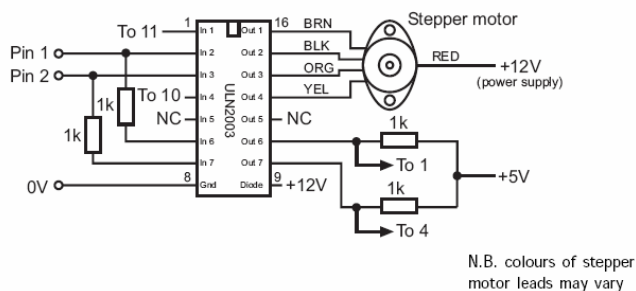 Stepper motor
To 11
1
16
In 1
Out 1
BRN
Pin 1
In 2
Out 2
BLK
RED
+12V
(power supply)
Pin 2
In 3
Out 3
ORG
1k
To 10
In 4
Out 4
YEL
ULN2003
1k
NC
In 5
Out 5
NC
In 6
Out 6
1k
To 1
In 7
Out 7
+5V
0V
8
Gnd
Diode
9
+12V
1k
To 4
N.B. colours of stepper
motor leads may vary